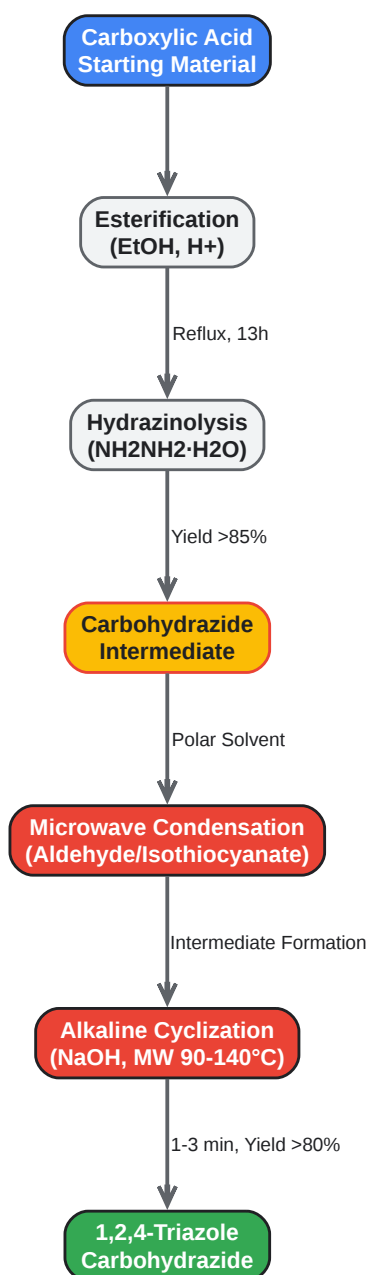 Carboxylic Acid
Starting Material
Esterification
(EtOH, H+)
Reflux, 13h
Hydrazinolysis
(NH2NH2·H2O)
Yield >85%
Carbohydrazide
Intermediate
Polar Solvent
Microwave Condensation
(Aldehyde/Isothiocyanate)
Intermediate Formation
Alkaline Cyclization
(NaOH, MW 90-140°C)
1-3 min, Yield >80%
1,2,4-Triazole
Carbohydrazide